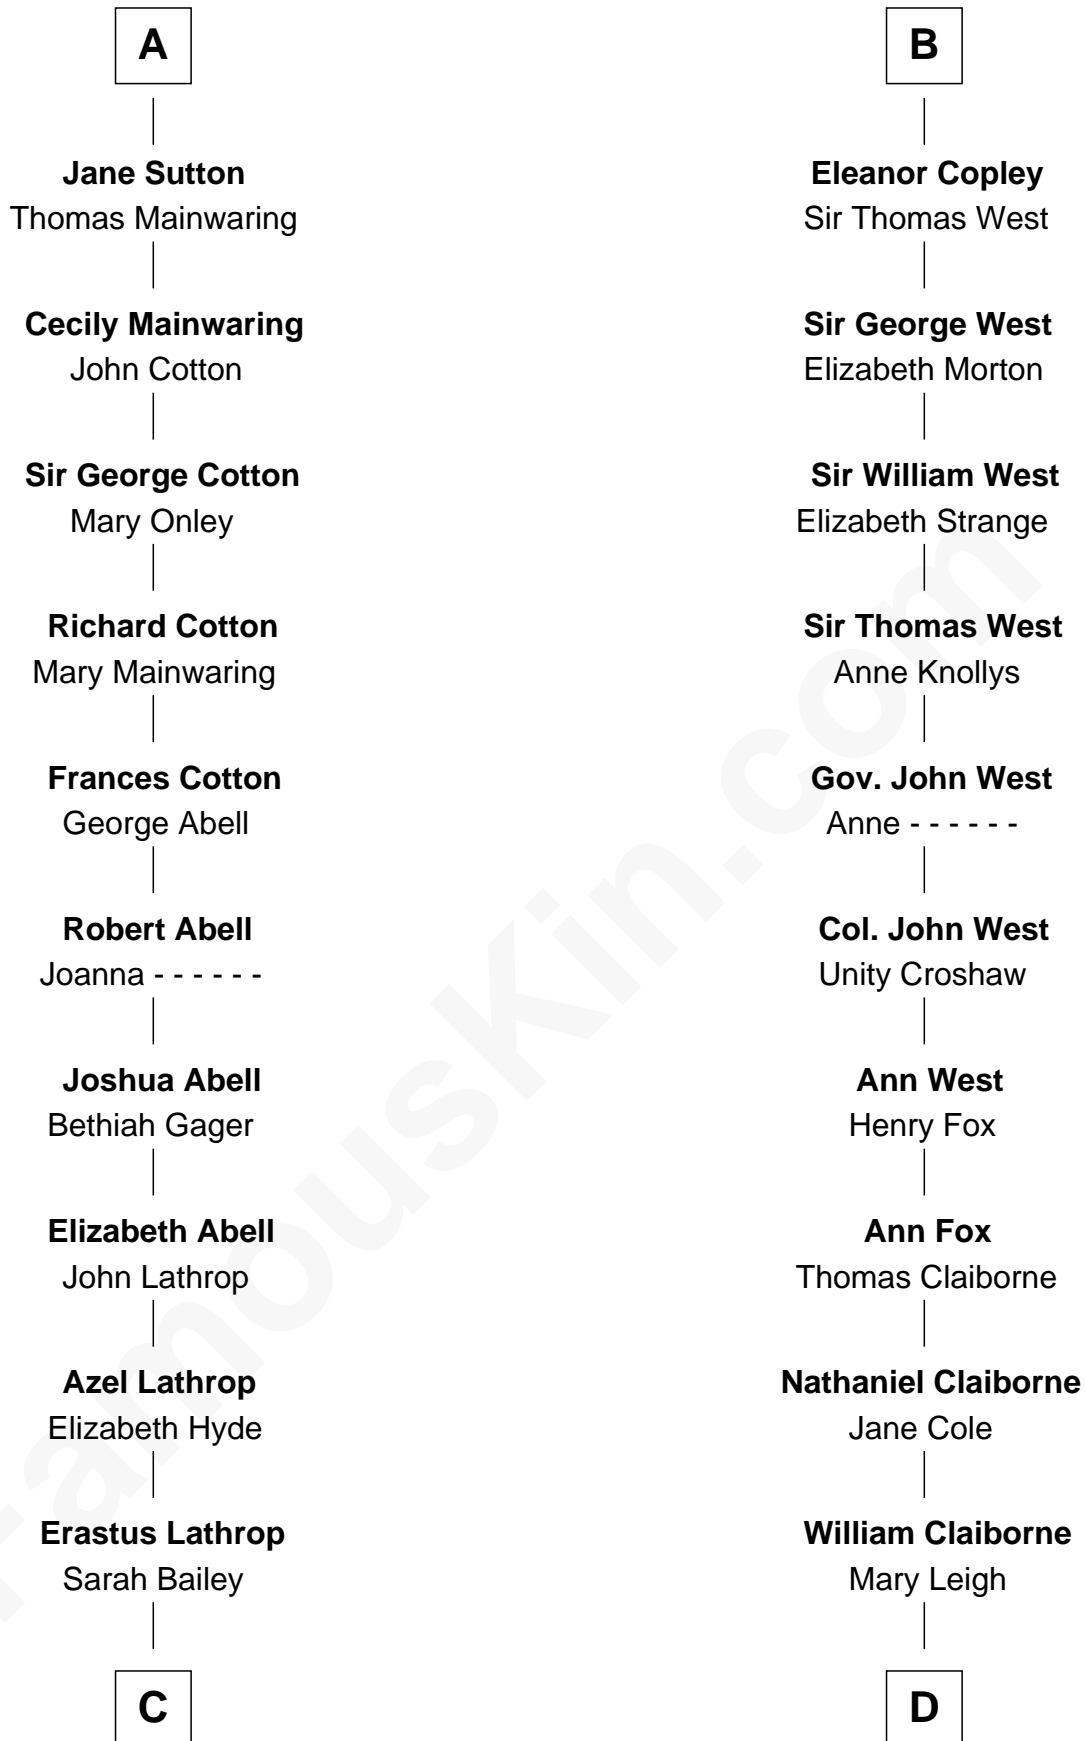 A
Jane Sutton
Thomas Mainwaring
Cecily Mainwaring
John Cotton
Sir George Cotton
Mary Onley
Richard Cotton
Mary Mainwaring
Frances Cotton
George Abell
Robert Abell
Joanna - - - - - -
Joshua Abell
Bethiah Gager
Elizabeth Abell
John Lathrop
Azel Lathrop
Elizabeth Hyde
Erastus Lathrop
Sarah Bailey
C
B
Eleanor Copley
Sir Thomas West
Sir George West
Elizabeth Morton
Sir William West
Elizabeth Strange
Sir Thomas West
Anne Knollys
Gov. John West
Anne - - - - - -
Col. John West
Unity Croshaw
Ann West
Henry Fox
Ann Fox
Thomas Claiborne
Nathaniel Claiborne
Jane Cole
William Claiborne
Mary Leigh
D
FamousKin.com